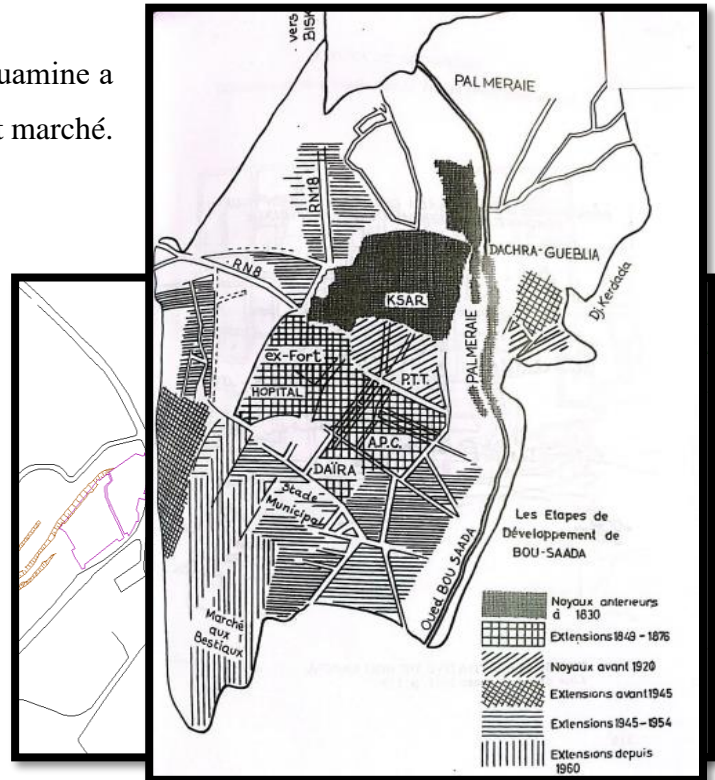 uamine a
t marché.
vers
BISK
PALMERAIE
RN18
DACHRA-GUEBLIA
RN8
KSAR
Dj Kerdada
PALMERAIE
ex-Fort
P.T.T.
HOPITAL
A.P.C.
DAÏRA
Stade
Municipal
Oued BOU SAADA
Marché
aux
Bestiaux
Les Etapes de
Développement de
BOU-SAADA
Noyaux anterieurs
à 1830
Extensions 1849-1876
Noyaux avant 1920
Extensions avant 1945
Extensions 1945-1954
Extensions depuis
1960